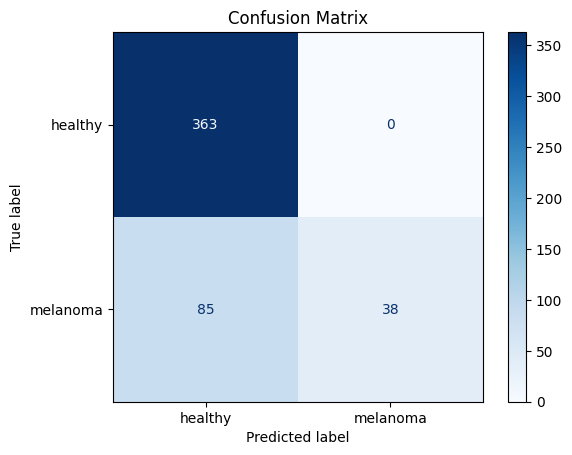 Confusion Matrix
True label
healthy
363
0
melanoma
85
38
healthy
melanoma
Predicted label
350
300
250
200
150
100
50
0